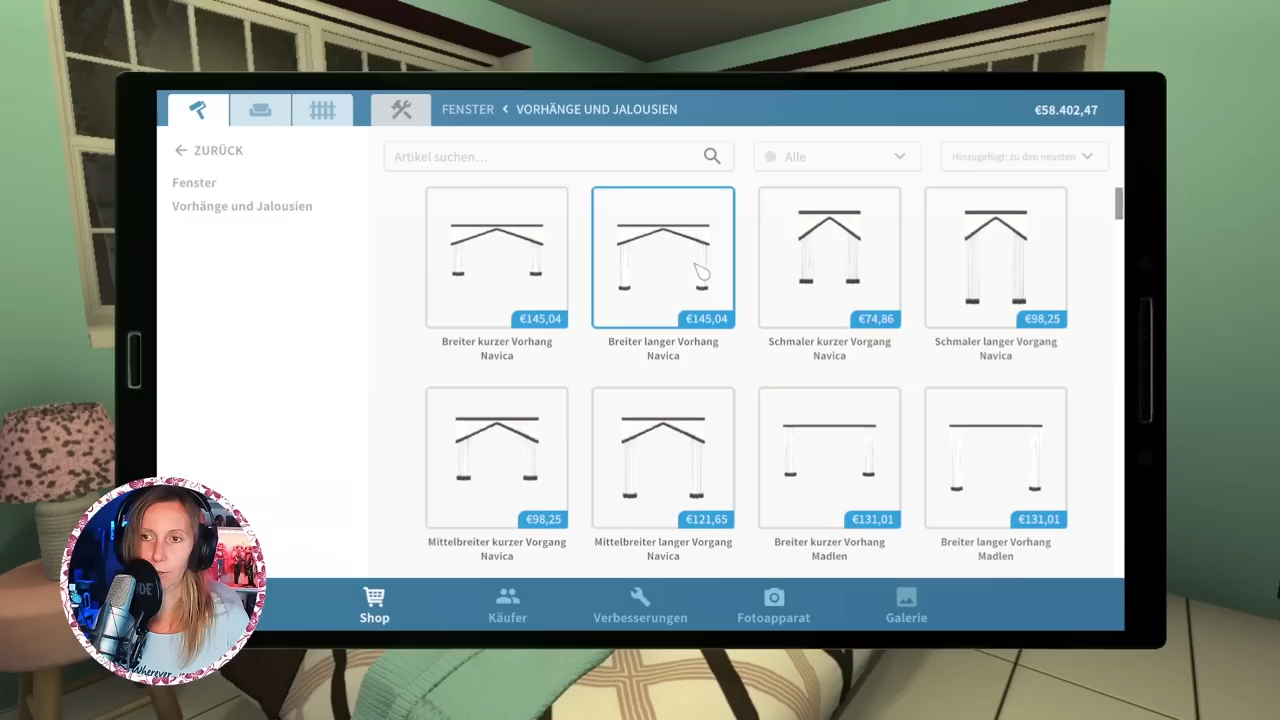 FENSTER < VORHÄNGE UND JALOUSIEN
€58.402,47
ZURÜCK
Artikel suchen...
Alle
Hinzugefügt: zu den neusten
Fenster
Vorhänge und Jalousien
€145,04
€145,04
€74,86
€98,25
Breiter kurzer Vorhang
Navica
Breiter langer Vorhang
Navica
Schmaler kurzer Vorgang
Navica
Schmaler langer Vorgang
Navica
€98,25
€121,65
€131,01
€131,01
Mittelbreiter kurzer Vorgang
Navica
Mittelbreiter langer Vorgang
Navica
Breiter kurzer Vorhang
Madlen
Breiter langer Vorhang
Madlen
Shop
Käufer
Verbesserungen
Fotoapparat
Galerie
Wherever